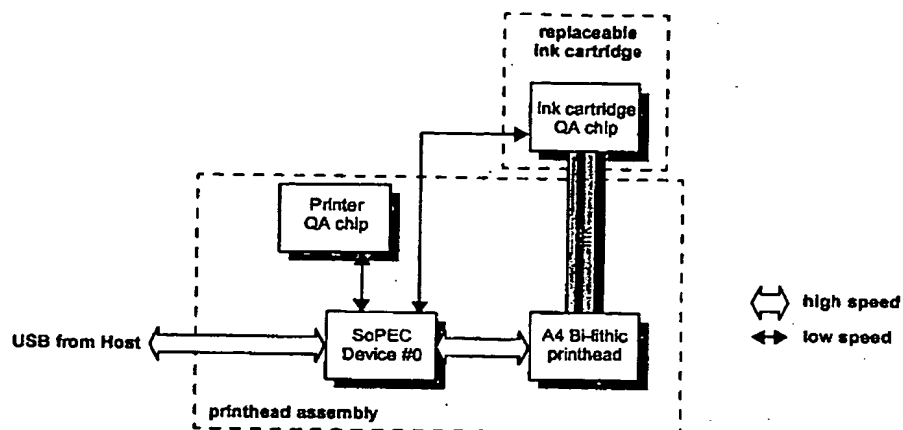 replaceable
ink cartridge
Ink cartridge
QA chip
Printer
QA chip
high speed
low speed
USB from Host
SoPEC
Device #0
A4 Bi-lithic
printhead
printhead assembly